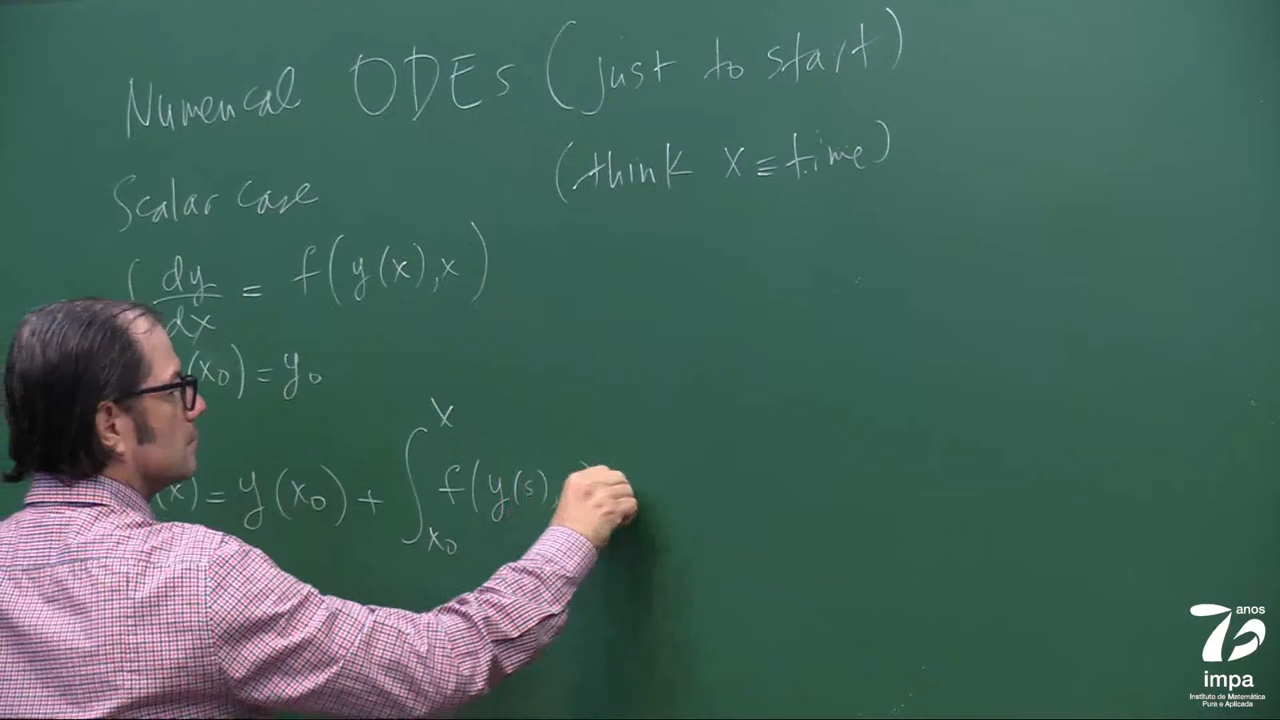 Numerical ODEs (just to start)
(think x ≡ time)
Scalar case
dy/dx = f(y(x), x)
(x₀) = y₀
(x) = y(x₀) + ∫ₓ₀ˣ f(y(s)
75 anos
impa
Instituto de Matemática
Pura e Aplicada